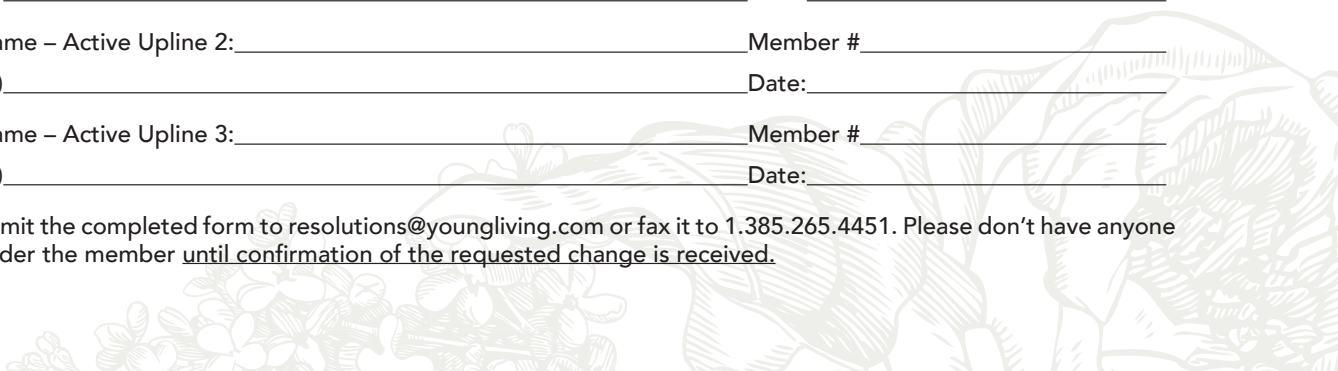 ame – Active Upline 2: Member #
) Date:
ame – Active Upline 3: Member #
) Date:
mit the completed form to resolutions@youngliving.com or fax it to 1.385.265.4451. Please don’t have anyone
der the member until confirmation of the requested change is received.